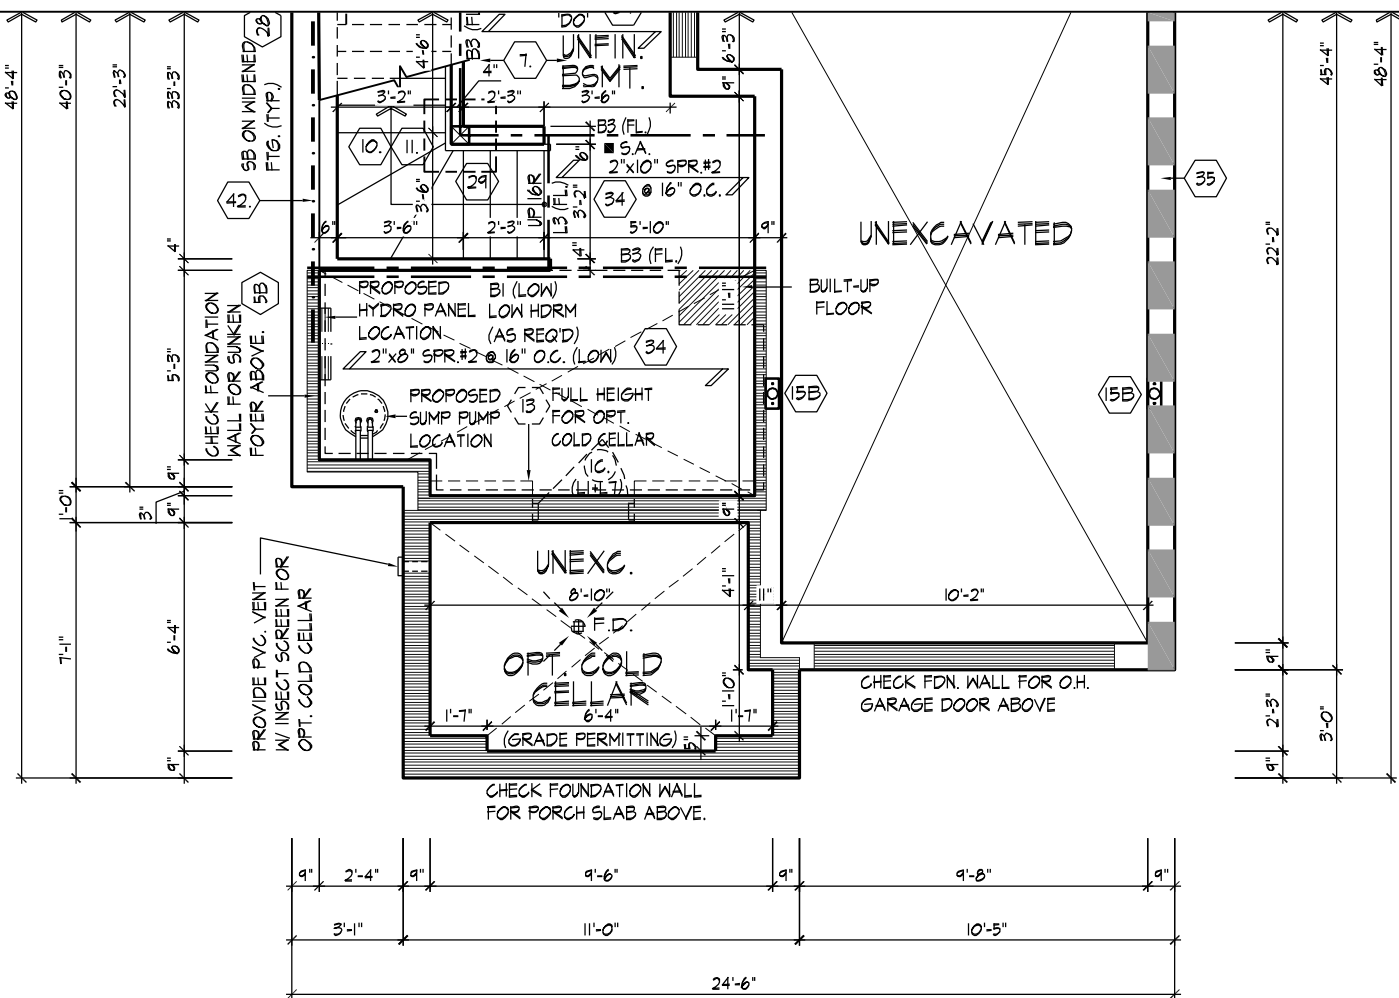 48'-4"
40'-3"
22'-3"
33'-3"
SB ON WIDENED
FTG. (TYP.)
28
4'-6"
B3
7.
4"
'DO'
UNFIN.
BSMT.
6'-3"
9"
45'-4"
48'-4"
3'-2"
2'-3"
3'-6"
B3 (FL.)
10.
11.
6"
S.A.
2"x10" SPR.#2
@ 16" O.C.
35
29
34
42.
3'-6"
UP 16R
L3 (FL.)
3'-2"
6"
3'-6"
2'-3"
5'-10"
9"
UNEXCAVATED
22'-2"
4"
4"
B3 (FL.)
5B
CHECK FOUNDATION
WALL FOR SUNKEN
FOYER ABOVE.
PROPOSED
HYDRO PANEL
LOCATION
B1 (LOW)
LOW HDRM
(AS REQ'D)
1'-11"
BUILT-UP
FLOOR
2"x8" SPR.#2 @ 16" O.C. (LOW)
34
5'-3"
PROPOSED
SUMP PUMP
LOCATION
13
FULL HEIGHT
FOR OPT.
COLD CELLAR
15B
15B
1C.
(L1+L7)
9"
1'-0"
3"
9"
9"
PROVIDE PVC. VENT
W/ INSECT SCREEN FOR
OPT. COLD CELLAR
UNEXC.
8'-10"
4'-1"
11"
10'-2"
F.D.
7'-1"
6'-4"
OPT. COLD
CELLAR
1'-10"
1'-7"
6'-4"
1'-7"
(GRADE PERMITTING)
5"
CHECK FDN. WALL FOR O.H.
GARAGE DOOR ABOVE
9"
2'-3"
3'-0"
9"
9"
CHECK FOUNDATION WALL
FOR PORCH SLAB ABOVE.
9"
2'-4"
9"
9'-6"
9"
9'-8"
9"
3'-1"
11'-0"
10'-5"
24'-6"